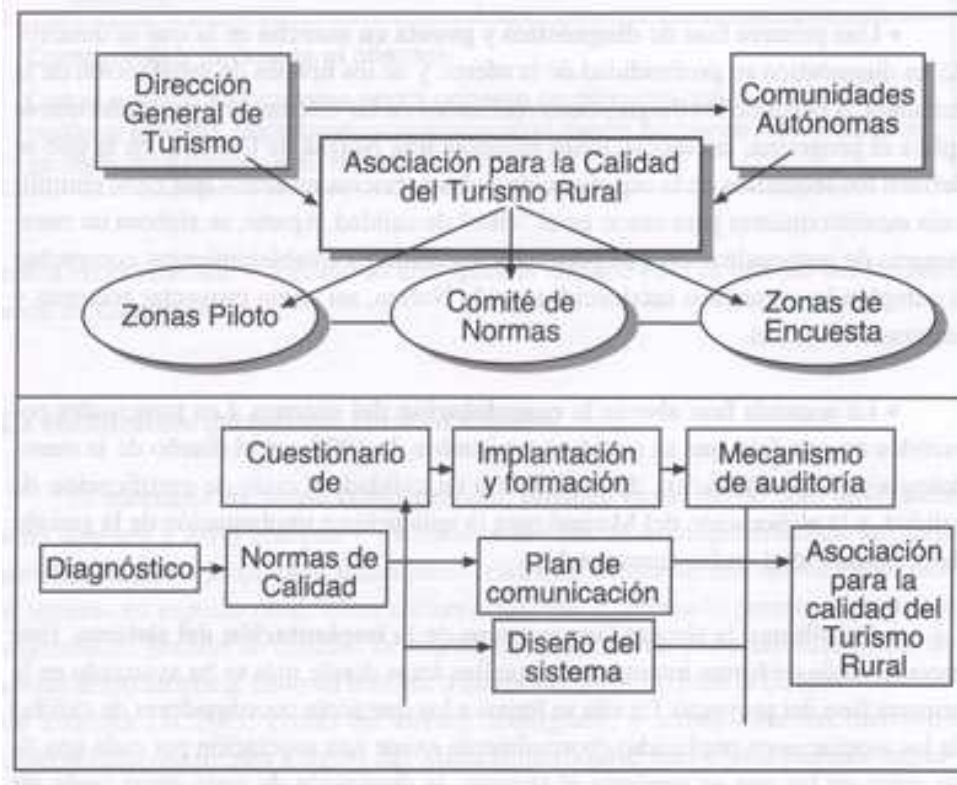 Dirección
General de
Turismo
Comunidades
Autónomas
Asociación para la Calidad
del Turismo Rural
Zonas Piloto
Comité de
Normas
Zonas de
Encuesta
Cuestionario
de
Implantación
y formación
Mecanismo
de auditoría
Diagnóstico
Normas de
Calidad
Plan de
comunicación
Asociación
para la
calidad del
Turismo
Rural
Diseño del
sistema